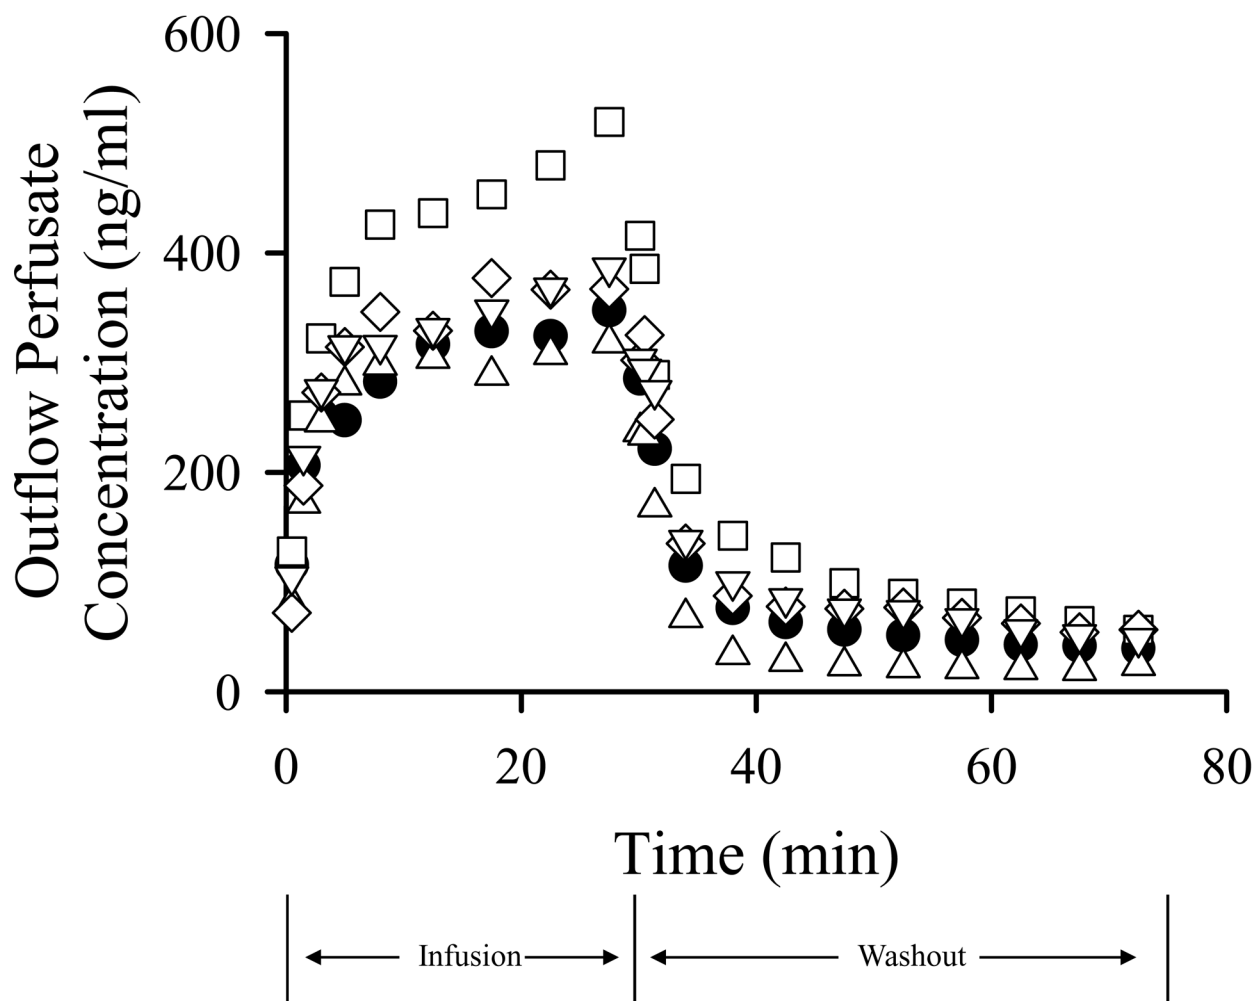 Outflow Perfusate
Concentration (ng/ml)
600
400
200
0
0 20 40 60 80
Time (min)
Infusion Washout